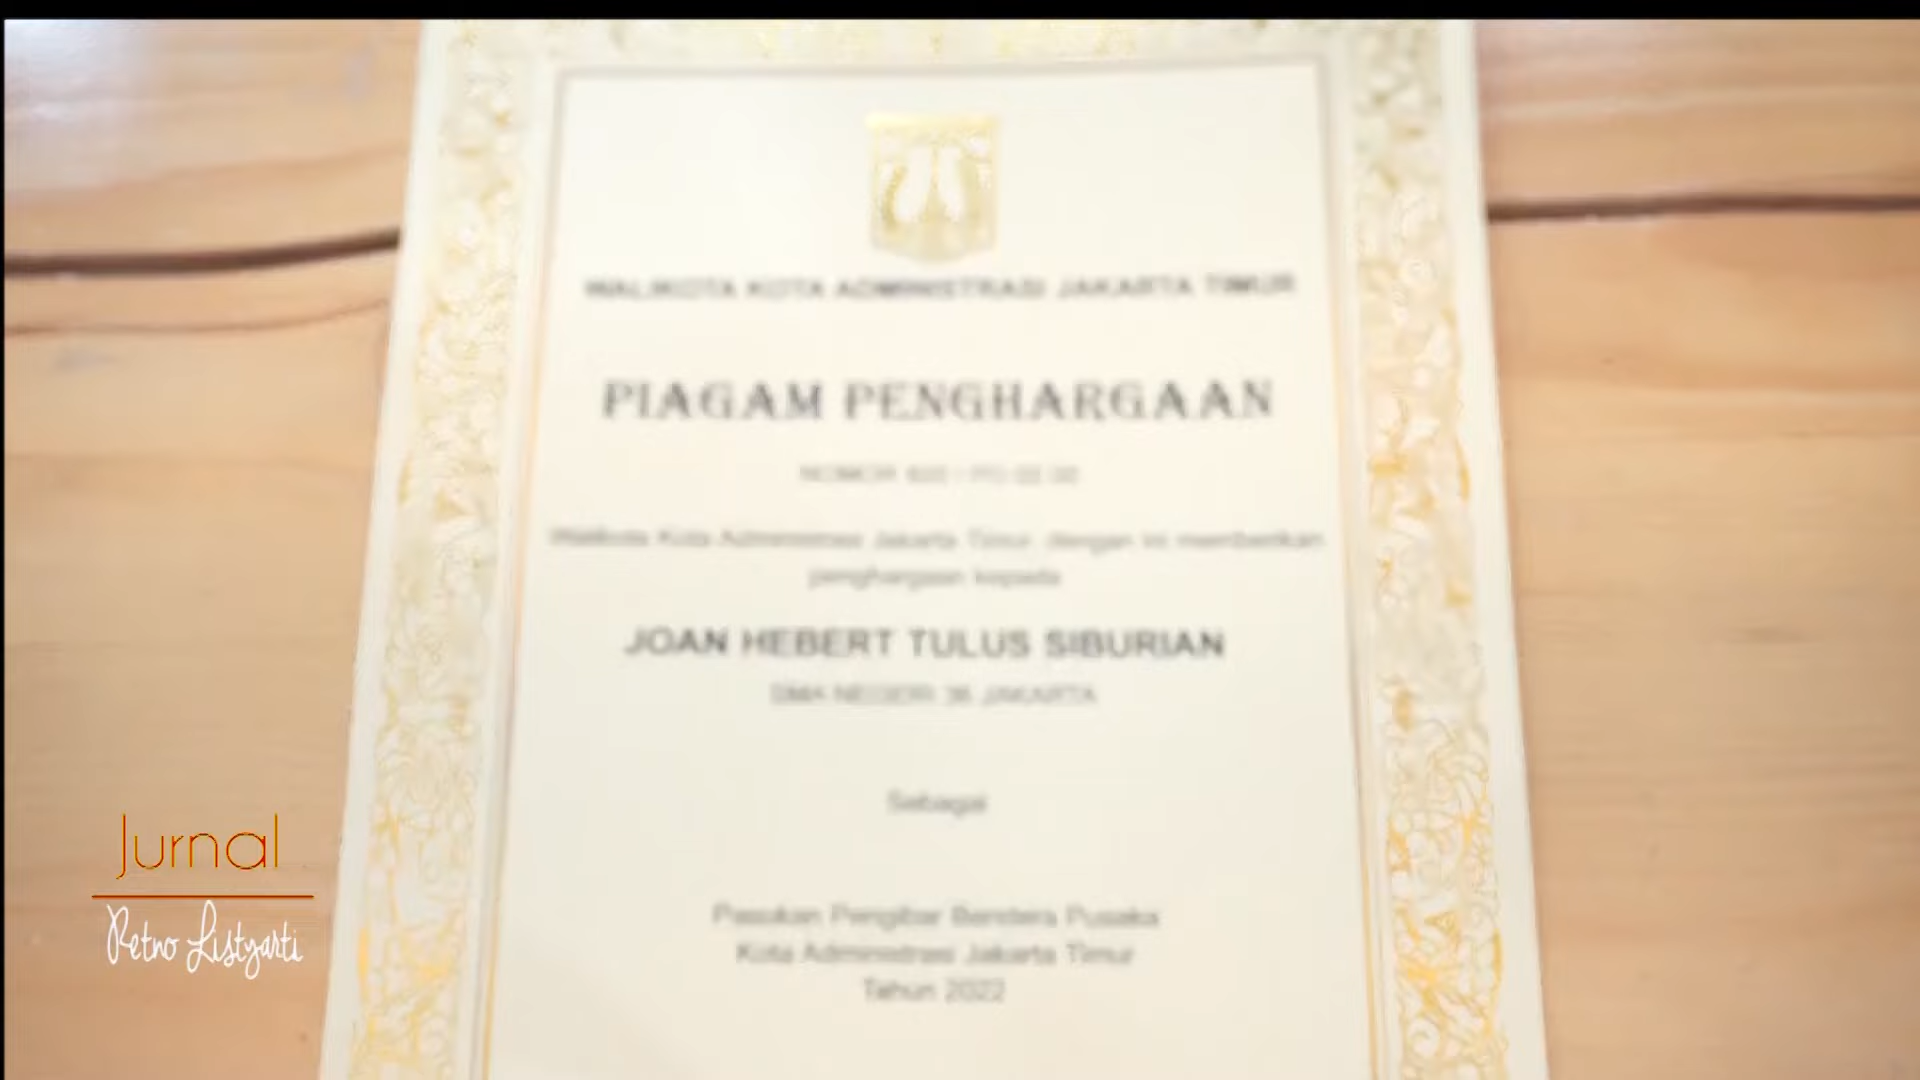 WALIKOTA KOTA ADMINISTRASI JAKARTA TIMUR
PIAGAM PENGHARGAAN
NOMOR
Walikota Kota Administrasi Jakarta Timur dengan ini memberikan
penghargaan kepada
JOAN HEBERT TULUS SIBURIAN
SMA NEGERI 36 JAKARTA
Sebagai
Pasukan Pengibar Bendera Pusaka
Kota Administrasi Jakarta Timur
Tahun 2022
Jurnal
Retno Listyarti